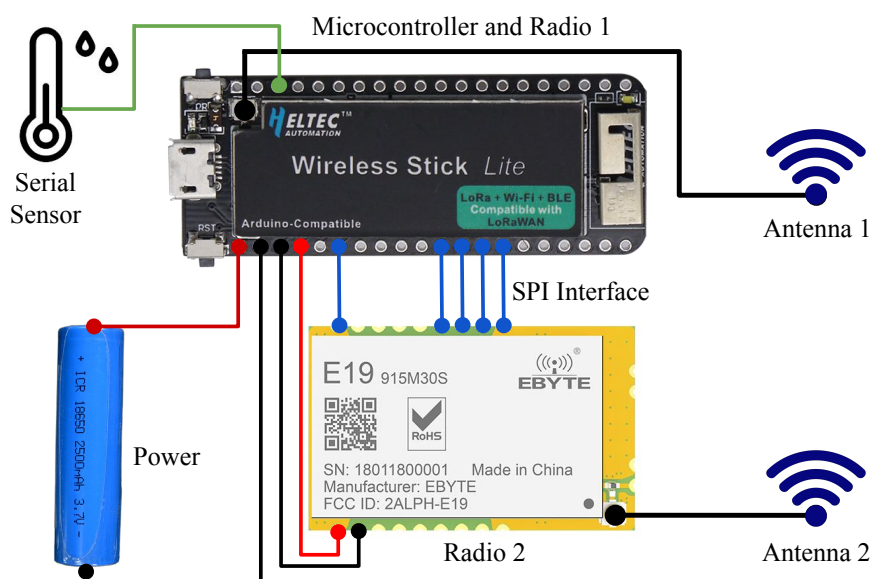 Microcontroller and Radio 1
PRG
HELTEC™
AUTOMATION
Wireless Stick Lite
LoRa + Wi-Fi + BLE
Compatible with
LoRaWAN
Arduino-Compatible
RST
Serial
Sensor
Antenna 1
SPI Interface
E19 915M30S
EBYTE
®
RoHS
SN: 18011800001 Made in China
Manufacturer: EBYTE
FCC ID: 2ALPH-E19
+ ICR 18650 2500mAh 3.7V -
Power
Radio 2
Antenna 2